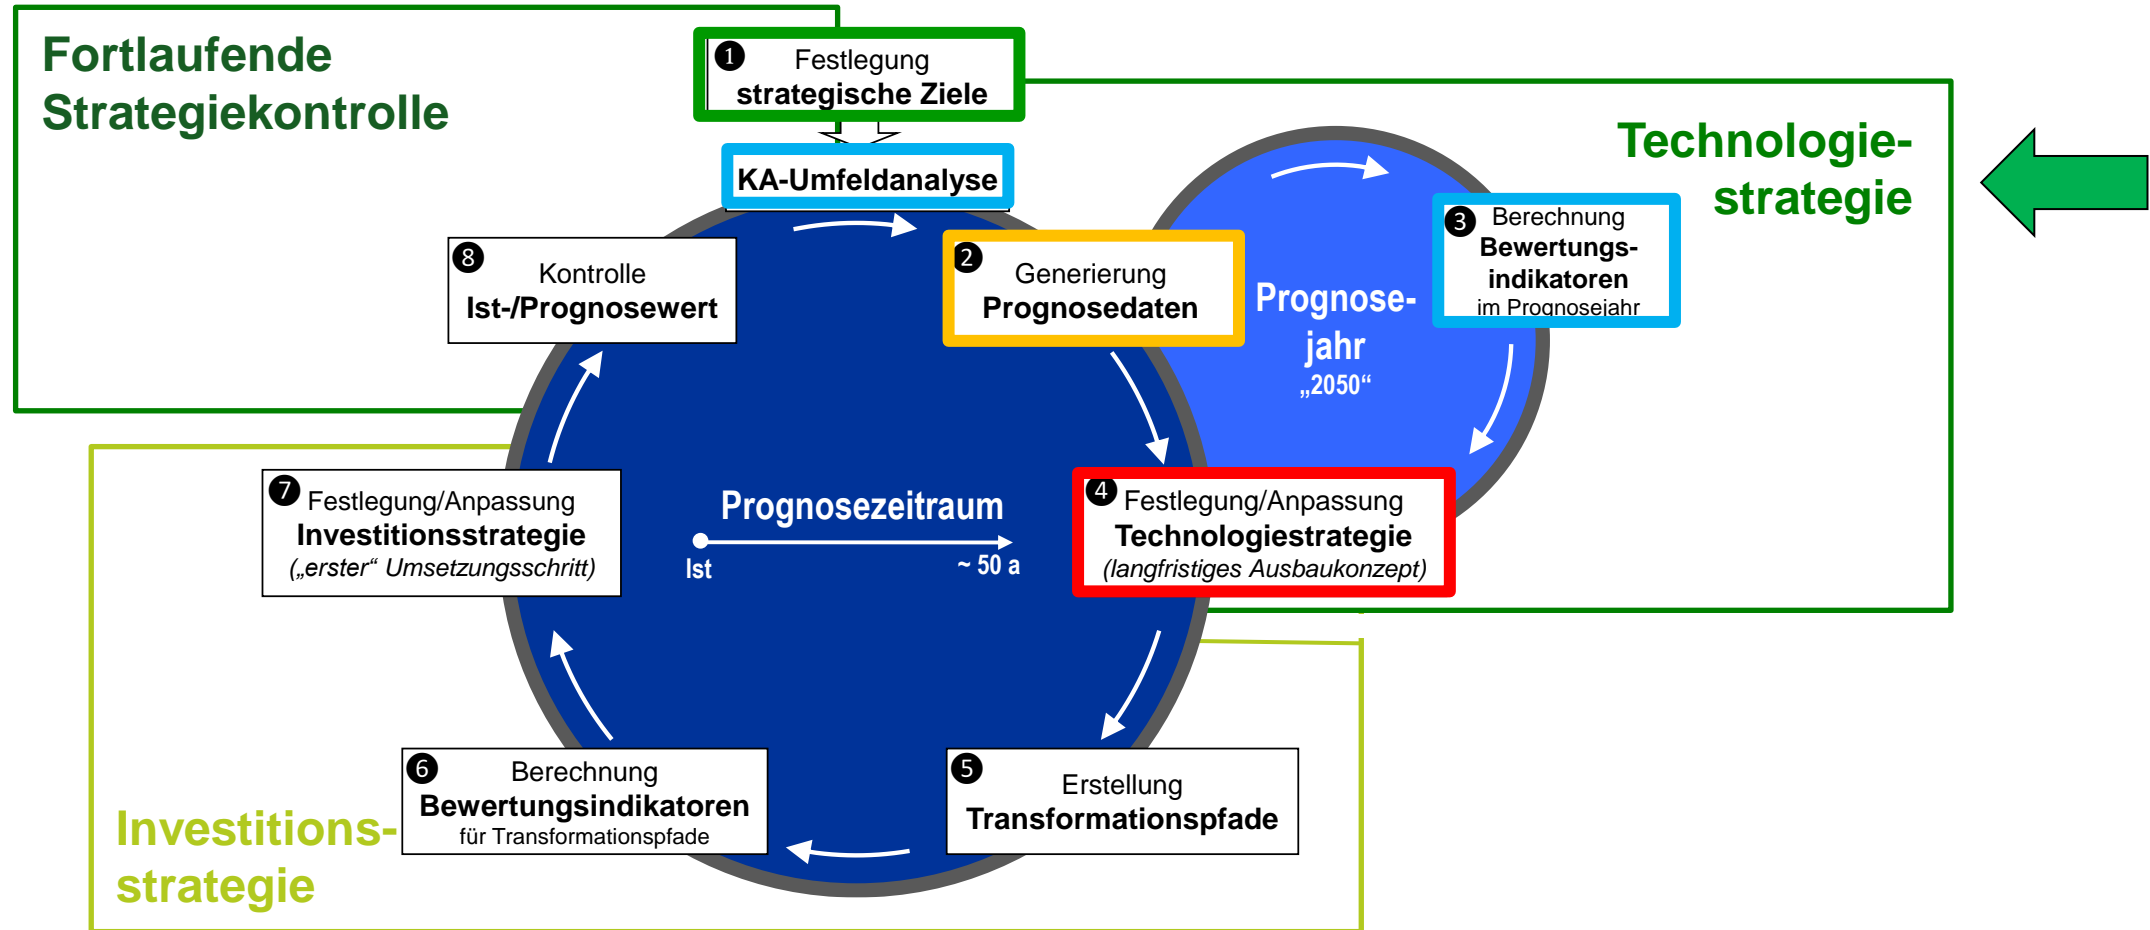 Fortlaufende
Strategiekontrolle
❶ Festlegung
strategische Ziele
KA-Umfeldanalyse
Technologie-
strategie
❷ Generierung
Prognosedaten
❸ Berechnung
Bewertungs-
indikatoren
im Prognosejahr
Prognose-
jahr
„2050“
❹ Festlegung/Anpassung
Technologiestrategie
(langfristiges Ausbaukonzept)
❺ Erstellung
Transformationspfade
❻ Berechnung
Bewertungsindikatoren
für Transformationspfade
❼ Festlegung/Anpassung
Investitionsstrategie
(„erster“ Umsetzungsschritt)
❽ Kontrolle
Ist-/Prognosewert
Prognosezeitraum
Ist
~ 50 a
Investitions-
strategie